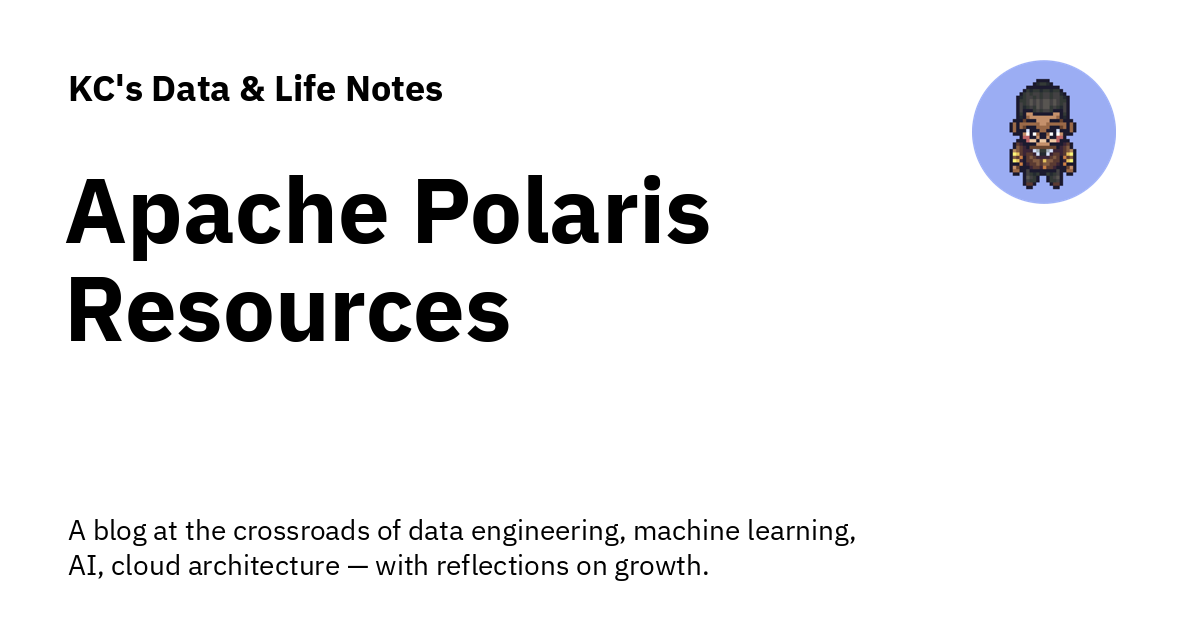 KC's Data & Life Notes
Apache Polaris
Resources
A blog at the crossroads of data engineering, machine learning,
AI, cloud architecture — with reflections on growth.